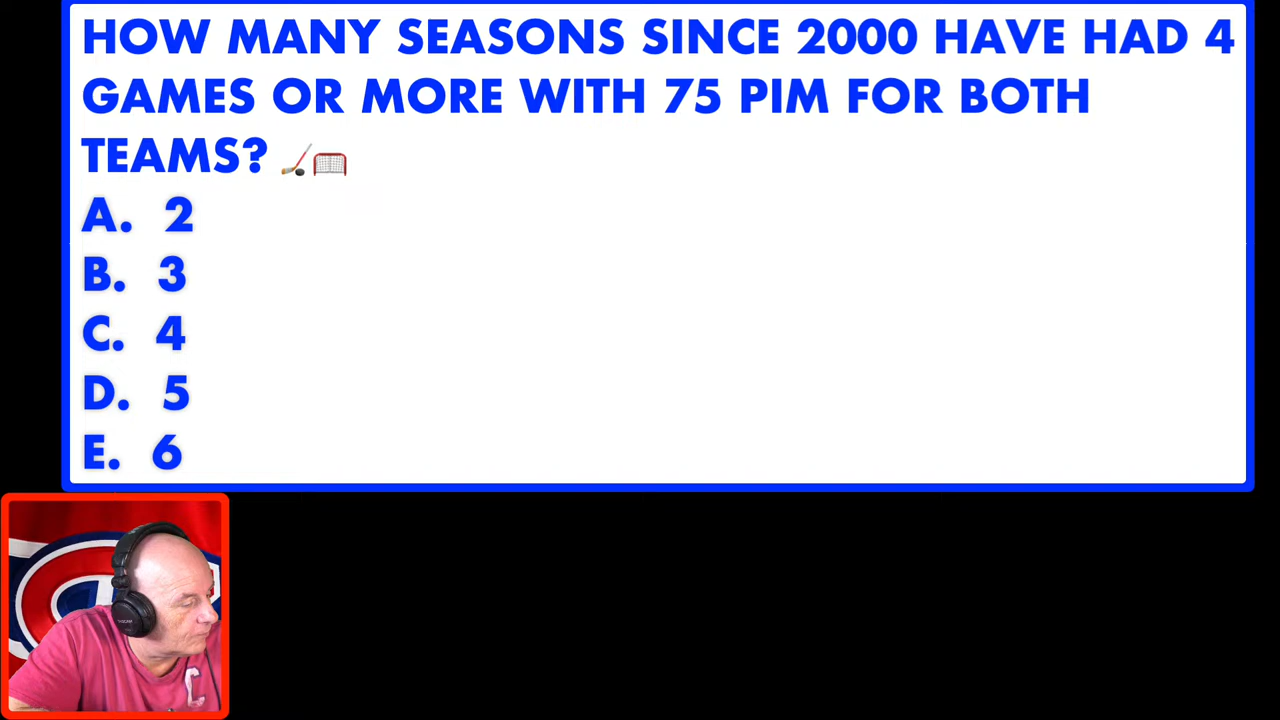 HOW MANY SEASONS SINCE 2000 HAVE HAD 4
GAMES OR MORE WITH 75 PIM FOR BOTH
TEAMS? 🏒🥅
A. 2
B. 3
C. 4
D. 5
E. 6